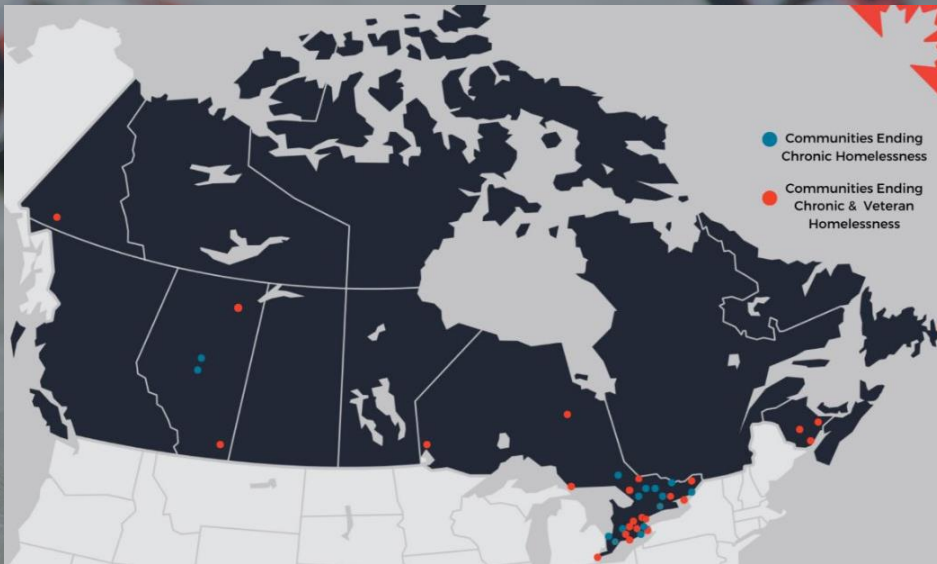 Communities Ending
Chronic Homelessness
Communities Ending
Chronic & Veteran
Homelessness